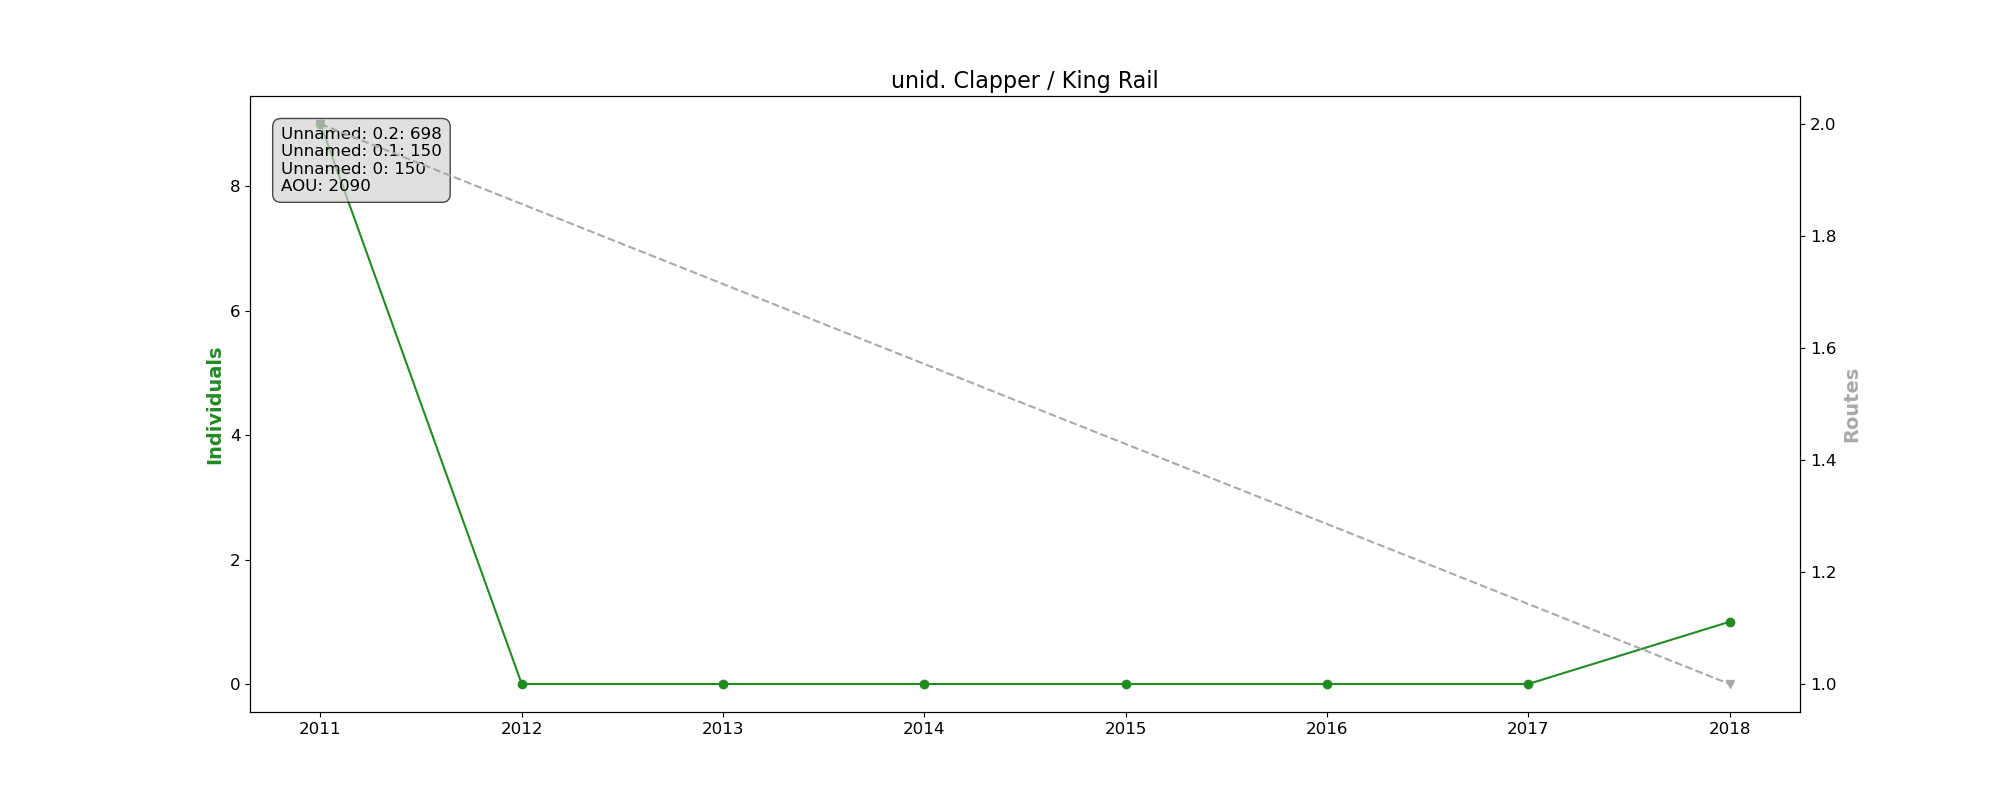 unid. Clapper / King Rail
Unnamed: 0.2: 698
Unnamed: 0.1: 150
Unnamed: 0: 150
AOU: 2090
8
6
4
2
0
Individuals
2.0
1.8
1.6
1.4
1.2
1.0
Routes
2011 2012 2013 2014 2015 2016 2017 2018